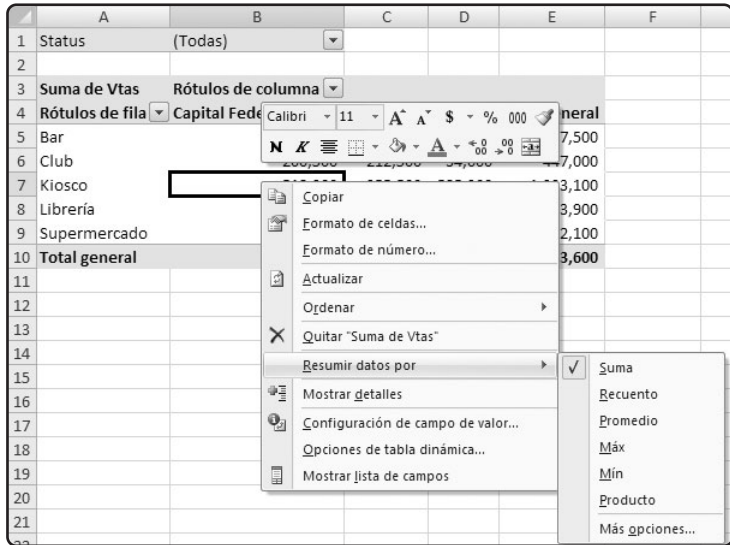 A B C D E F
1 Status (Todas)
2
3 Suma de Vtas Rótulos de columna
4 Rótulos de fila Capital Fede
Calibri 11 A A $ % 000
N K A
5 Bar 7,500
6 Club 447,000
7 Kiosco 3,100
8 Librería 3,900
9 Supermercado 2,100
10 Total general 3,600
11
12
13
14
15
16
17
18
19
20
21
Copiar
Formato de celdas...
Formato de número...
Actualizar
Ordenar
Quitar "Suma de Vtas"
Resumir datos por
Mostrar detalles
Configuración de campo de valor...
Opciones de tabla dinámica...
Mostrar lista de campos
Suma
Recuento
Promedio
Máx
Mín
Producto
Más opciones...